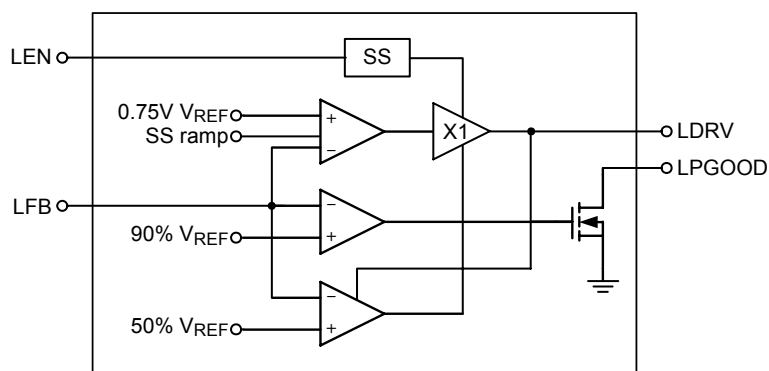 LEN
SS
0.75V VREF
+
SS ramp
−
X1
LDRV
LPGOOD
LFB
−
90% VREF
+
−
50% VREF
+